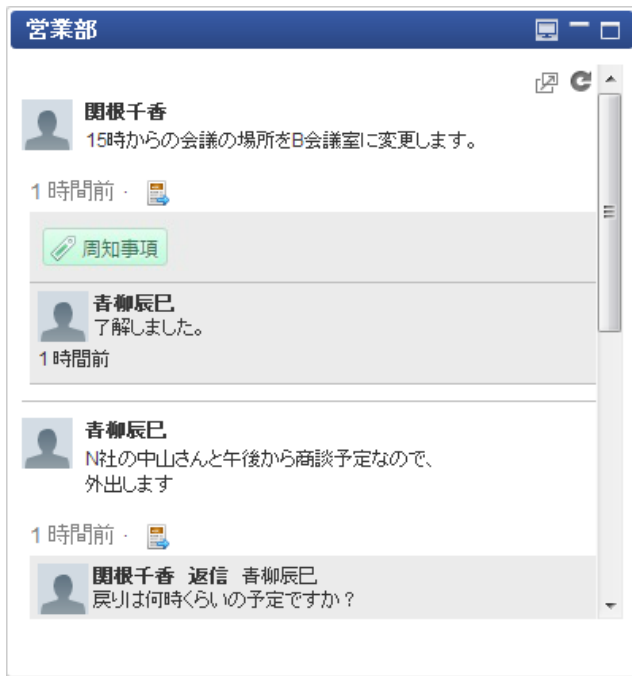 営業部
関根千香
15時からの会議の場所をB会議室に変更します。
1 時間前 ·
周知事項
青柳辰巳
了解しました。
1 時間前
青柳辰巳
N社の中山さんと午後から商談予定なので、
外出します
1 時間前 ·
関根千香 返信 青柳辰巳
戻りは何時くらいの予定ですか？